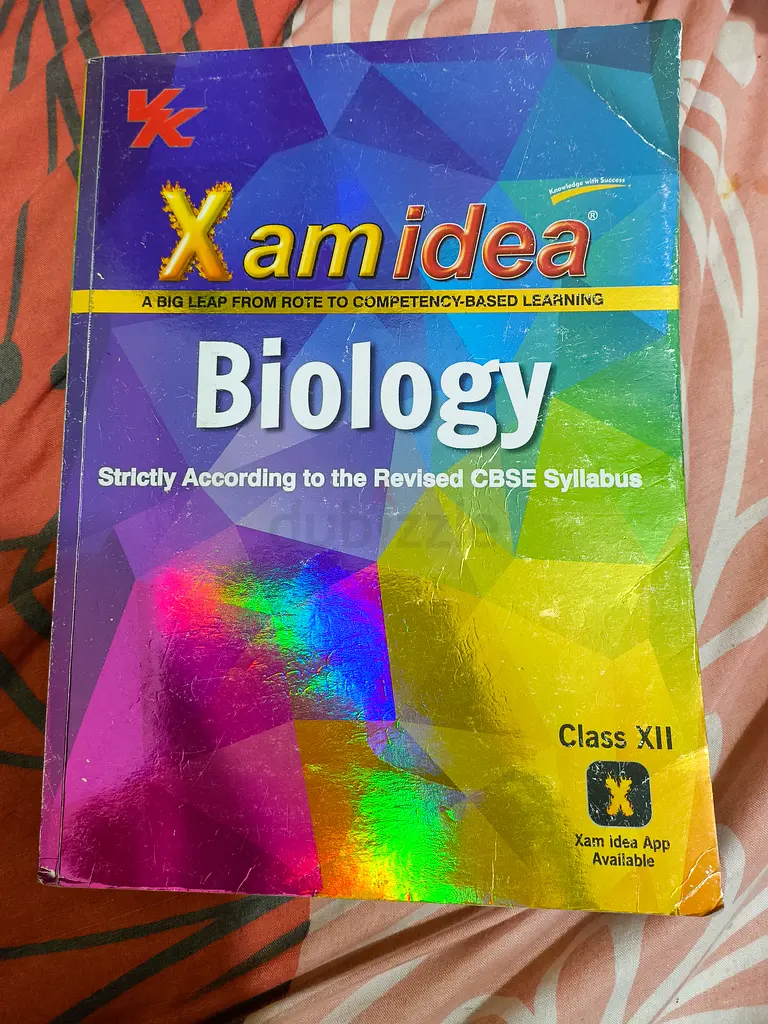 VK
Knowledge with Success
Xam idea®
A BIG LEAP FROM ROTE TO COMPETENCY-BASED LEARNING
Biology
Strictly According to the Revised CBSE Syllabus
dubizzle
Class XII
X
Xam idea App
Available